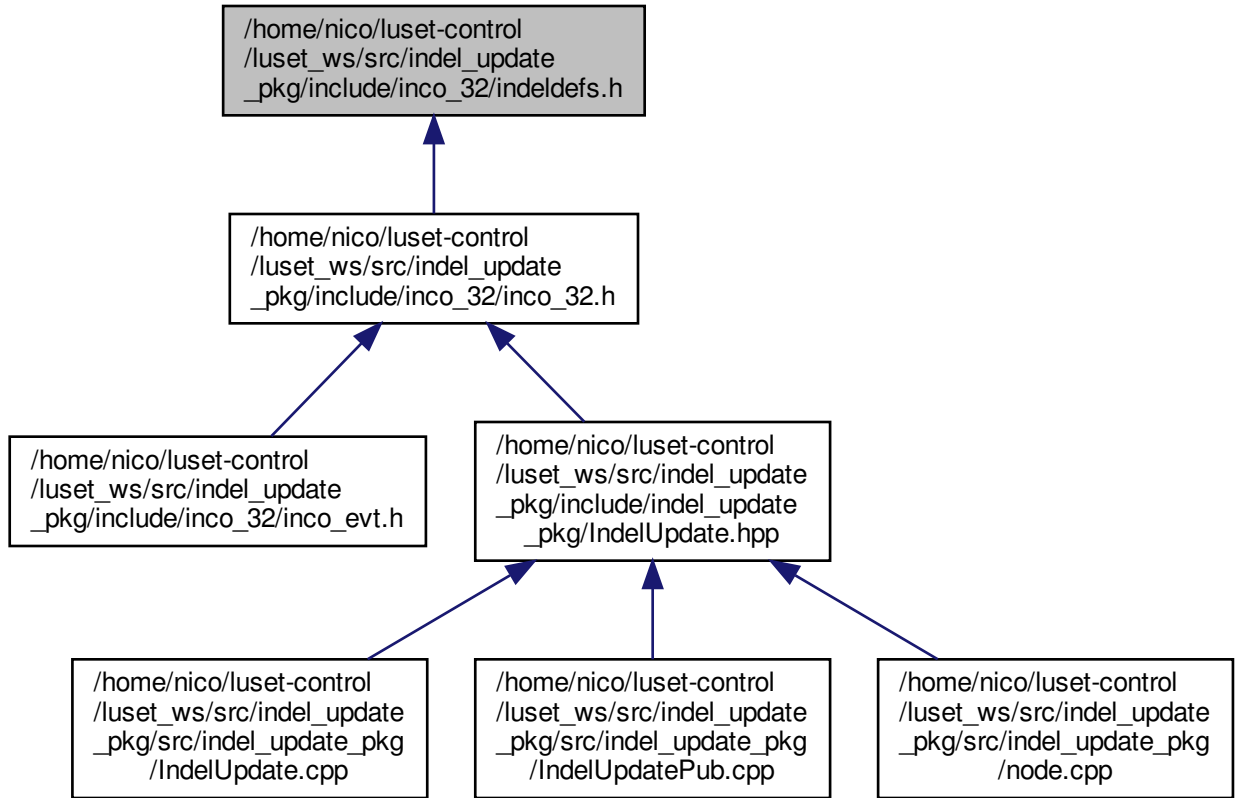 /home/nico/luset-control
/luset_ws/src/indel_update
_pkg/include/inco_32/indeldefs.h
/home/nico/luset-control
/luset_ws/src/indel_update
_pkg/include/inco_32/inco_32.h
/home/nico/luset-control
/luset_ws/src/indel_update
_pkg/include/inco_32/inco_evt.h
/home/nico/luset-control
/luset_ws/src/indel_update
_pkg/include/indel_update
_pkg/IndelUpdate.hpp
/home/nico/luset-control
/luset_ws/src/indel_update
_pkg/src/indel_update_pkg
/IndelUpdate.cpp
/home/nico/luset-control
/luset_ws/src/indel_update
_pkg/src/indel_update_pkg
/IndelUpdatePub.cpp
/home/nico/luset-control
/luset_ws/src/indel_update
_pkg/src/indel_update_pkg
/node.cpp